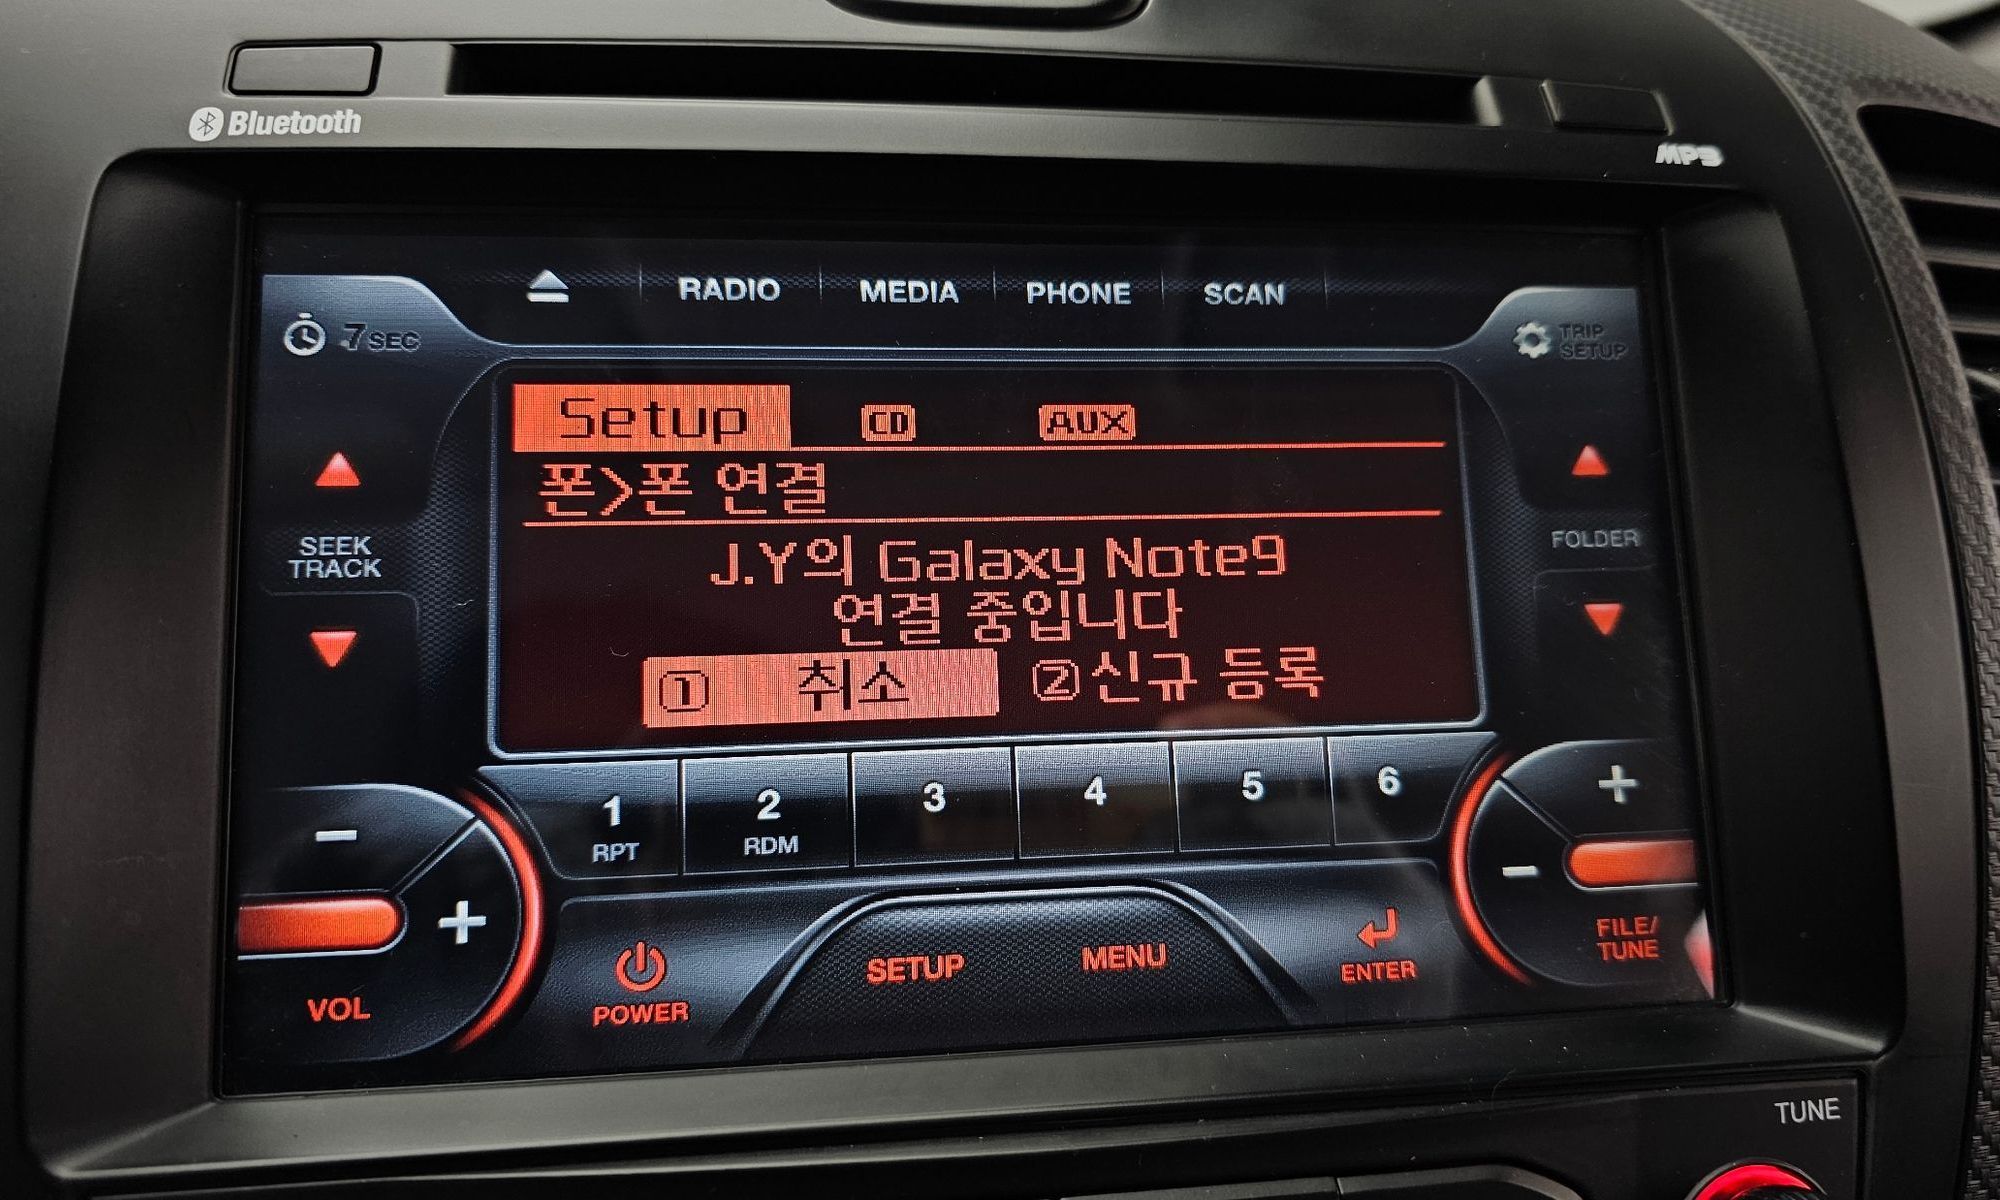 Bluetooth
MP3
RADIO
MEDIA
PHONE
SCAN
7 SEC
TRIP
SETUP
Setup CD AUX
폰>폰 연결
J.Y의 Galaxy Note9
연결 중입니다
① 취소 ②신규 등록
SEEK
TRACK
FOLDER
1
RPT
2
RDM
3
4
5
6
-
+
VOL
POWER
SETUP
MENU
ENTER
+
-
FILE/
TUNE
TUNE